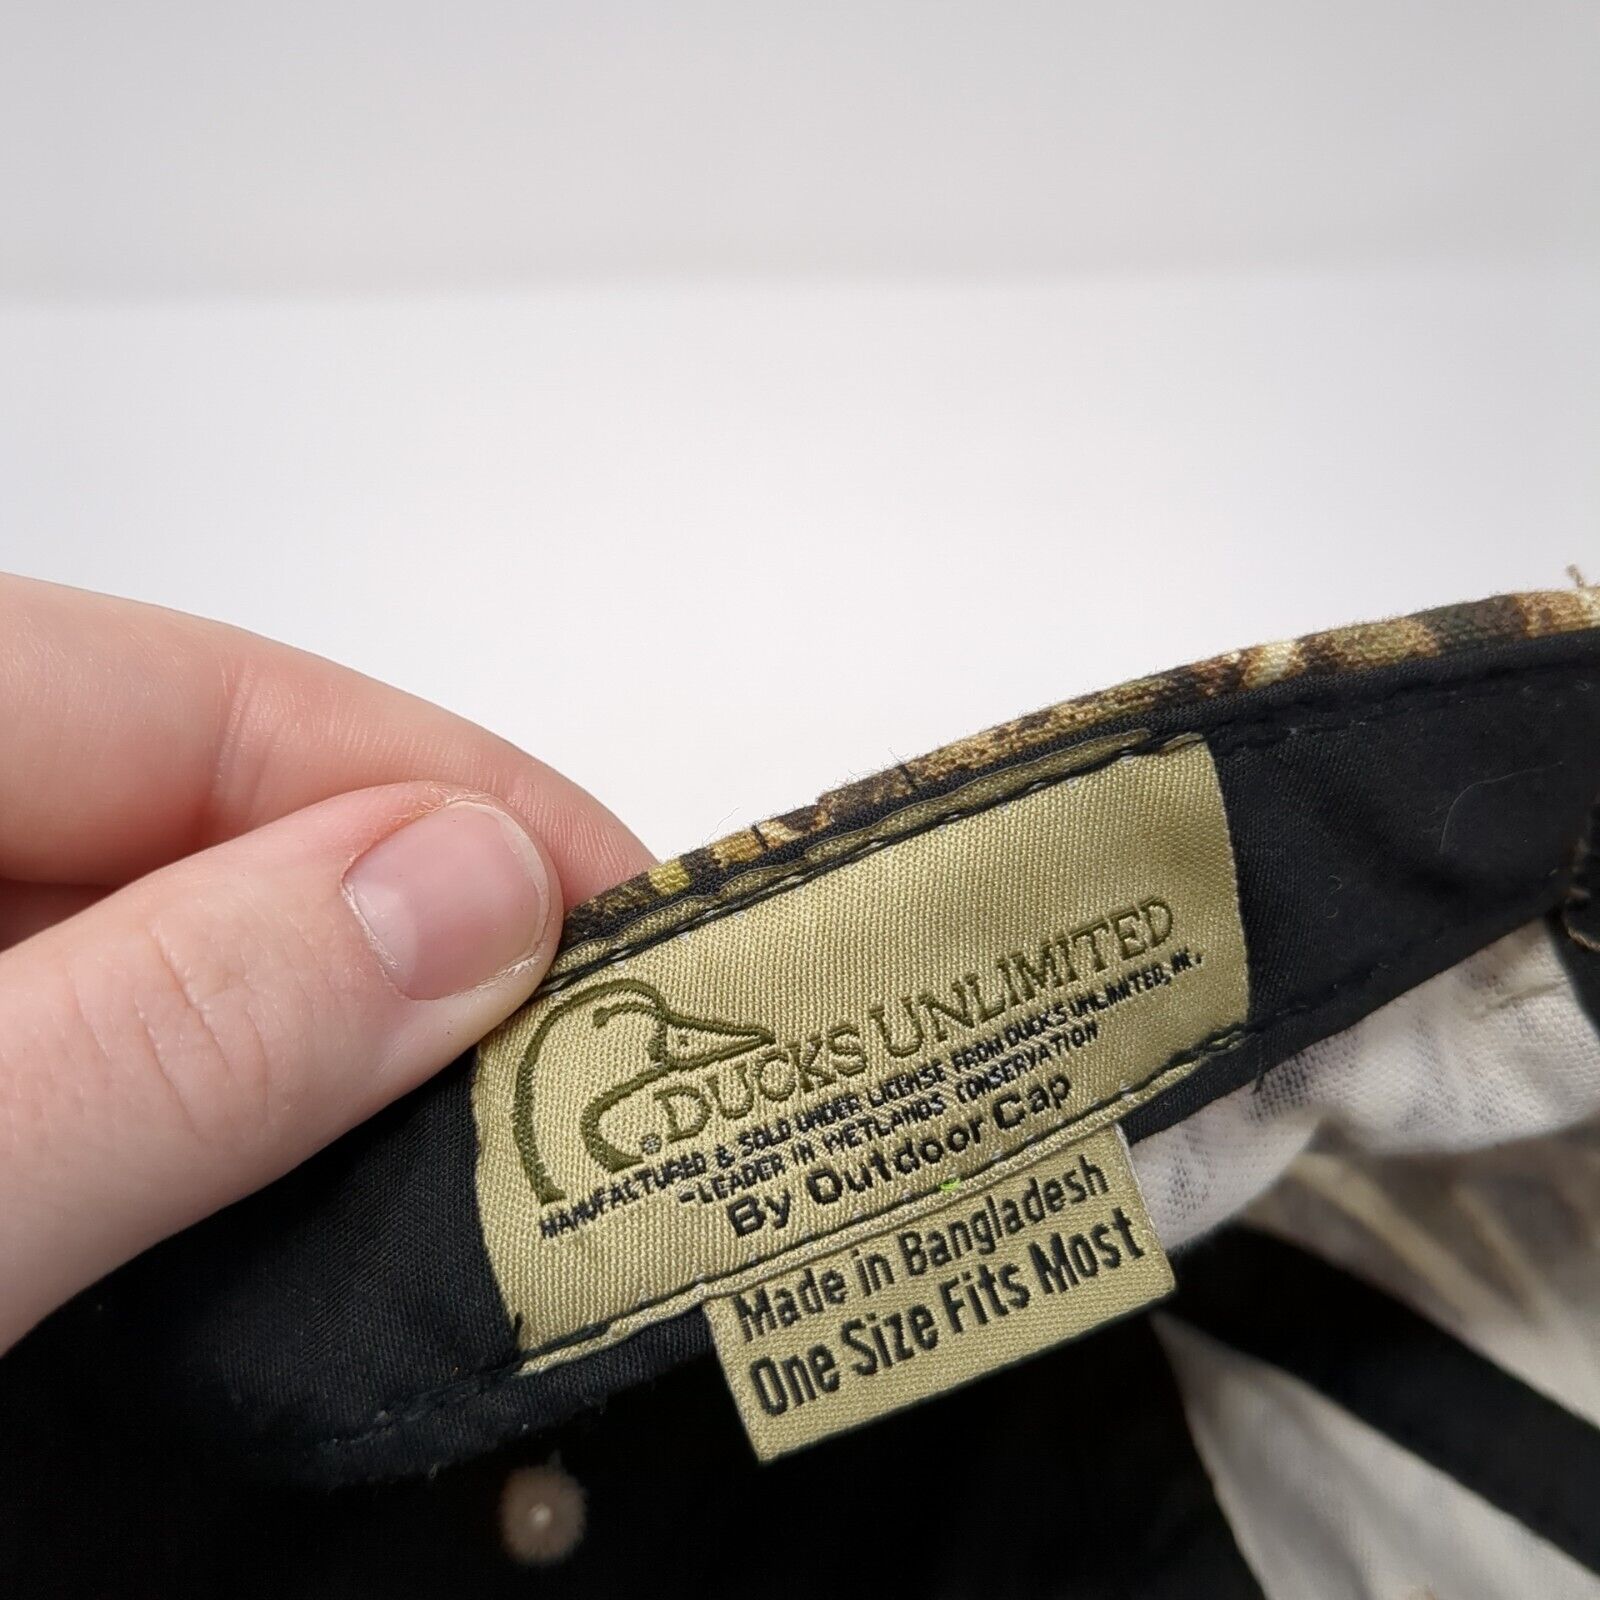 DUCKS UNLIMITED
®
MANUFACTURED & SOLD UNDER LICENSE FROM DUCKS UNLIMITED, INC.
-LEADER IN WETLANDS CONSERVATION
By Outdoor Cap
Made in Bangladesh
One Size Fits Most